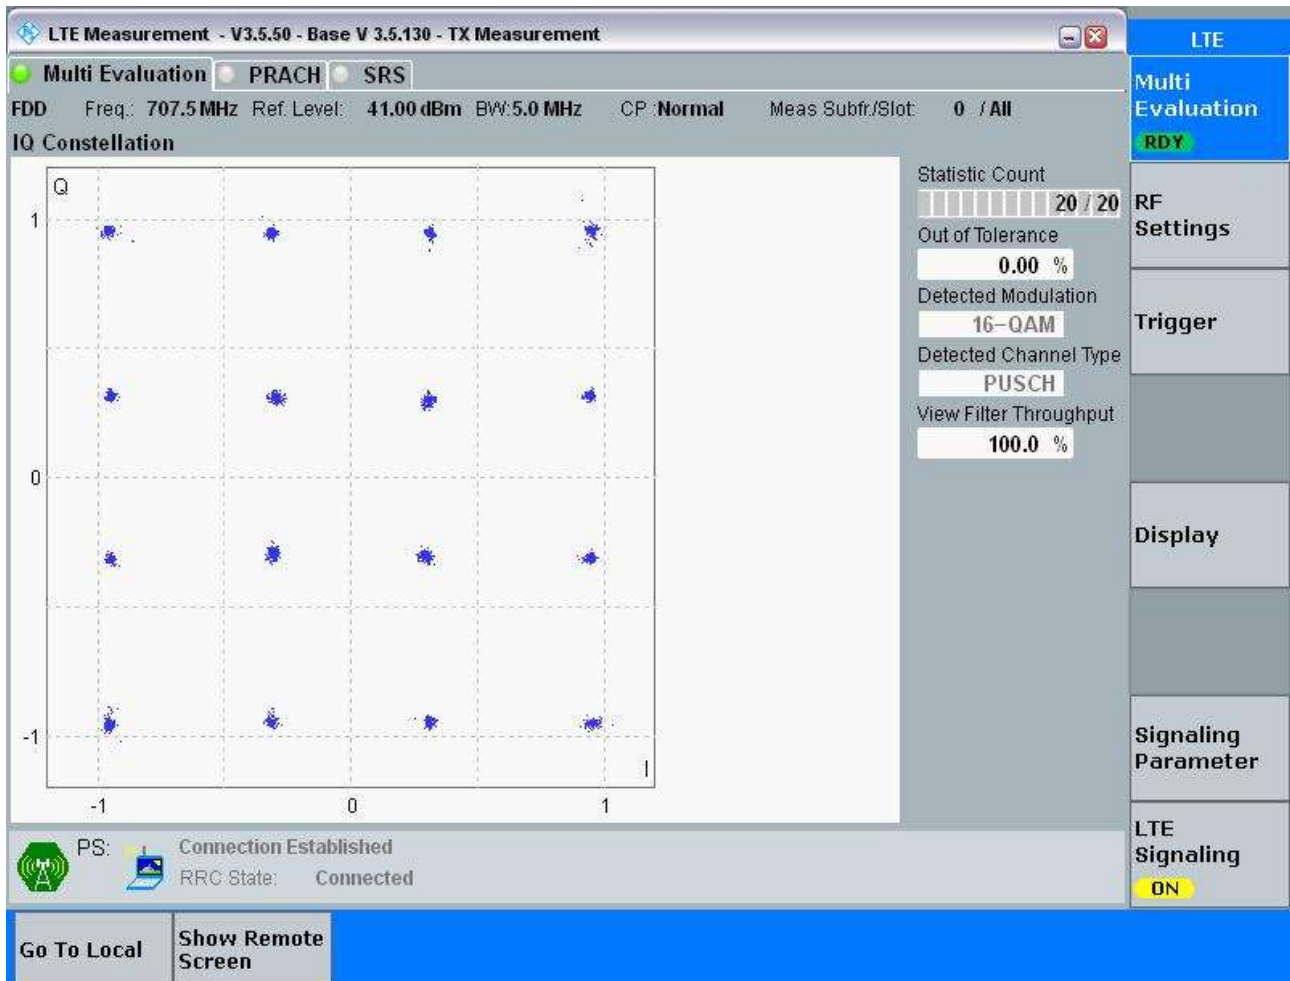 LTE Measurement - V3.5.50 - Base V 3.5.130 - TX Measurement
LTE
Multi Evaluation PRACH SRS
FDD Freq.: 707.5 MHz Ref. Level: 41.00 dBm BW:5.0 MHz CP :Normal Meas Subfr./Slot: 0 / All
IQ Constellation
Q
1
0
-1
I
-1 0 1
Statistic Count
20 / 20
Out of Tolerance
0.00 %
Detected Modulation
16-QAM
Detected Channel Type
PUSCH
View Filter Throughput
100.0 %
Multi
Evaluation
RDY
RF
Settings
Trigger
Display
Signaling
Parameter
LTE
Signaling
ON
PS: Connection Established
RRC State: Connected
Go To Local
Show Remote
Screen